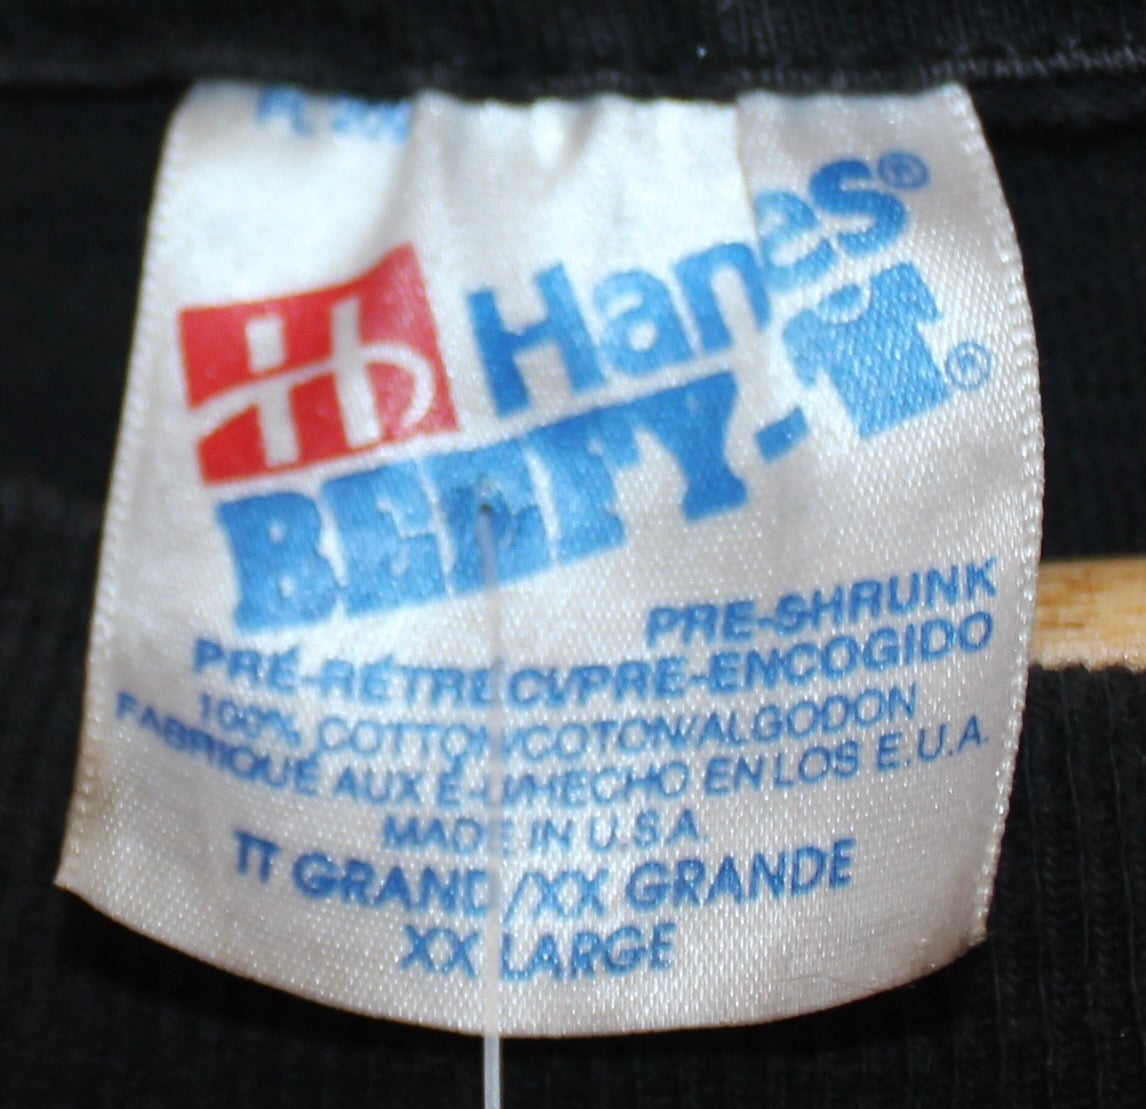 Hanes®
BEEFY-T®
PRE-SHRUNK
PRÉ-RÉTRECI/PRE-ENCOGIDO
100% COTTON/COTON/ALGODON
FABRIQUÉ AUX É-U/HECHO EN LOS E.U.A.
MADE IN U.S.A.
TT GRAND/XX GRANDE
XX LARGE